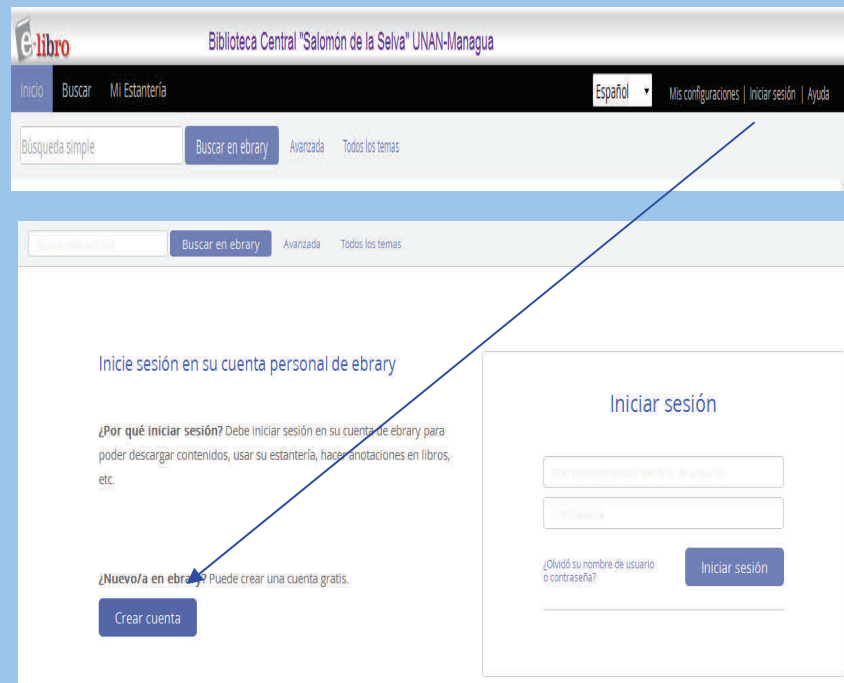 e-libro
Biblioteca Central "Salomón de la Selva" UNAN-Managua
Inicio Buscar Mi Estantería Español Mis configuraciones | Iniciar sesión | Ayuda
Búsqueda simple Buscar en ebrary Avanzada Todos los temas
Buscar en ebrary Avanzada Todos los temas
Inicie sesión en su cuenta personal de ebrary
¿Por qué iniciar sesión? Debe iniciar sesión en su cuenta de ebrary para
poder descargar contenidos, usar su estantería, hacer anotaciones en libros,
etc.
¿Nuevo/a en ebrary? Puede crear una cuenta gratis.
Crear cuenta
Iniciar sesión
Contraseña
¿Olvidó su nombre de usuario
o contraseña?
Iniciar sesión